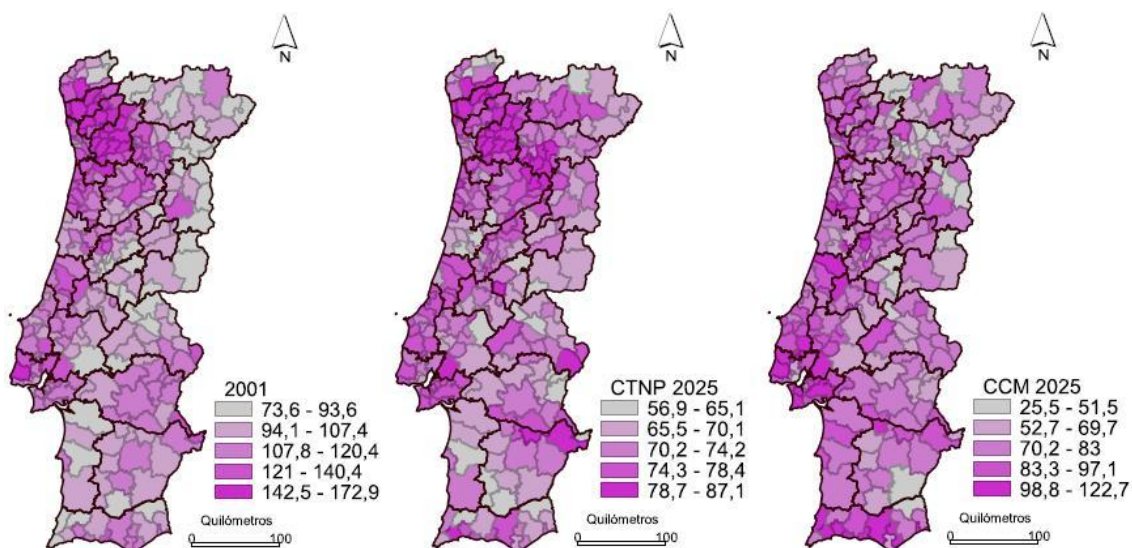 N
N
N
2001
73,6 - 93,6
94,1 - 107,4
107,8 - 120,4
121 - 140,4
142,5 - 172,9
Quilómetros
0 100
CTNP 2025
56,9 - 65,1
65,5 - 70,1
70,2 - 74,2
74,3 - 78,4
78,7 - 87,1
Quilómetros
0 100
CCM 2025
25,5 - 51,5
52,7 - 69,7
70,2 - 83
83,3 - 97,1
98,8 - 122,7
Quilómetros
0 100